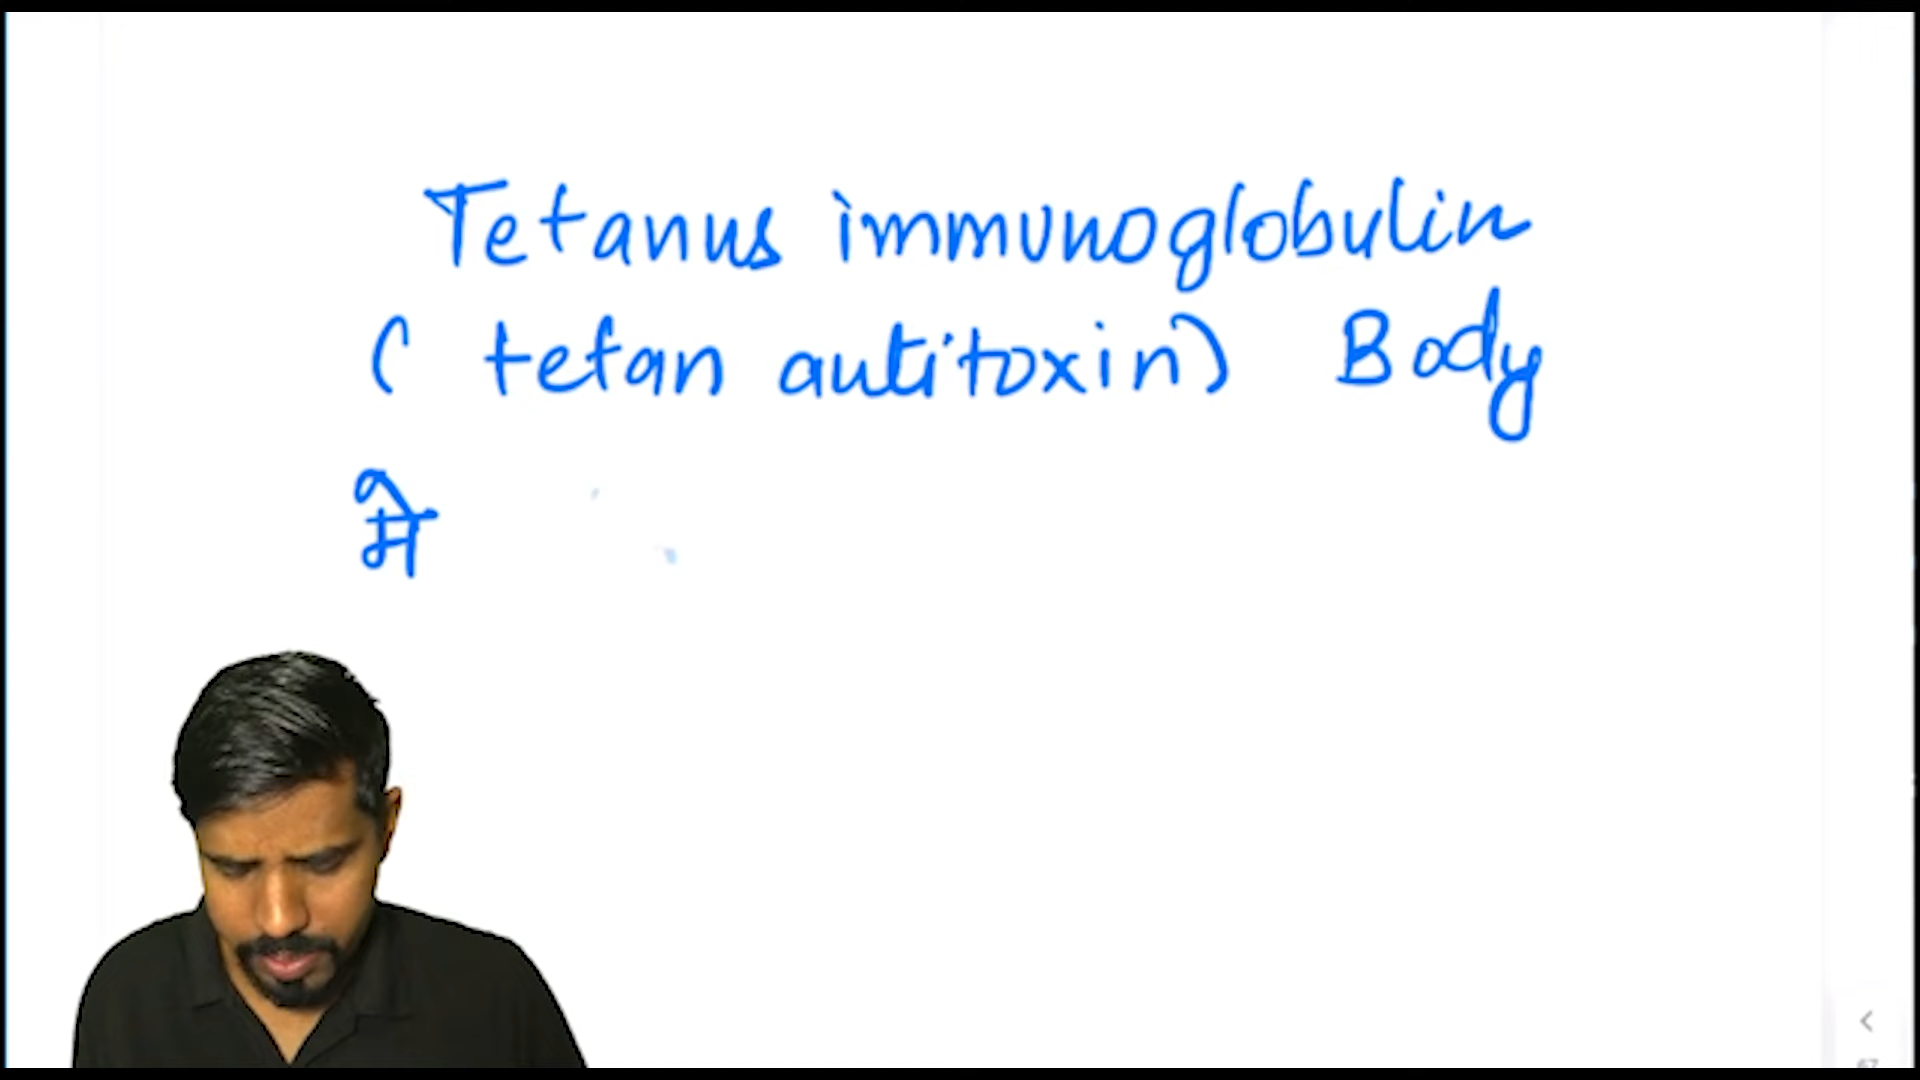 Tetanus immunoglobulin
( tetan antitoxin) Body
मे